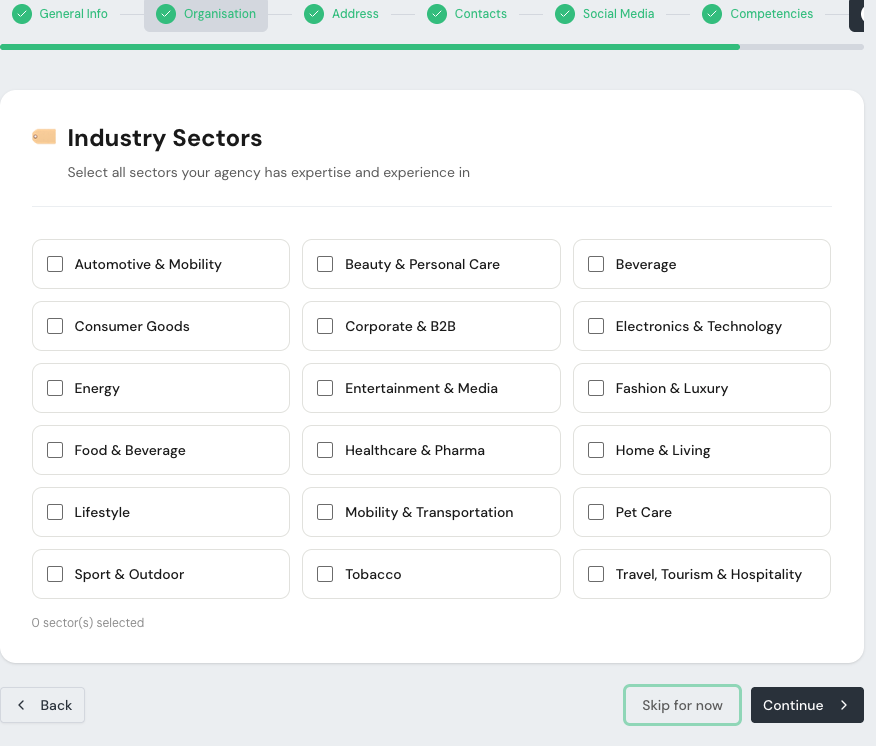 General Info Organisation Address Contacts Social Media Competencies
Industry Sectors
Select all sectors your agency has expertise and experience in
Automotive & Mobility Beauty & Personal Care Beverage
Consumer Goods Corporate & B2B Electronics & Technology
Energy Entertainment & Media Fashion & Luxury
Food & Beverage Healthcare & Pharma Home & Living
Lifestyle Mobility & Transportation Pet Care
Sport & Outdoor Tobacco Travel, Tourism & Hospitality
0 sector(s) selected
Back Skip for now Continue